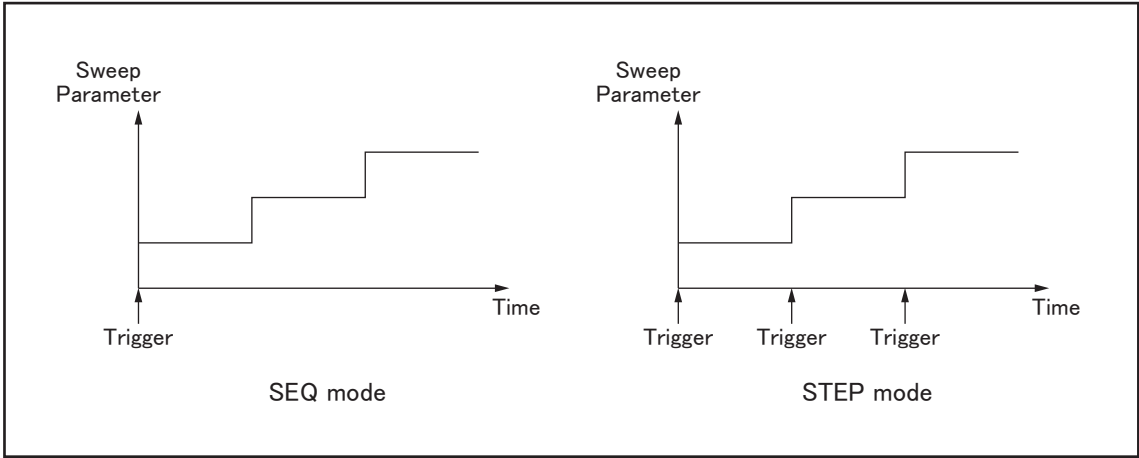 Sweep
Parameter
Time
Trigger
SEQ mode
Sweep
Parameter
Time
Trigger Trigger Trigger
STEP mode